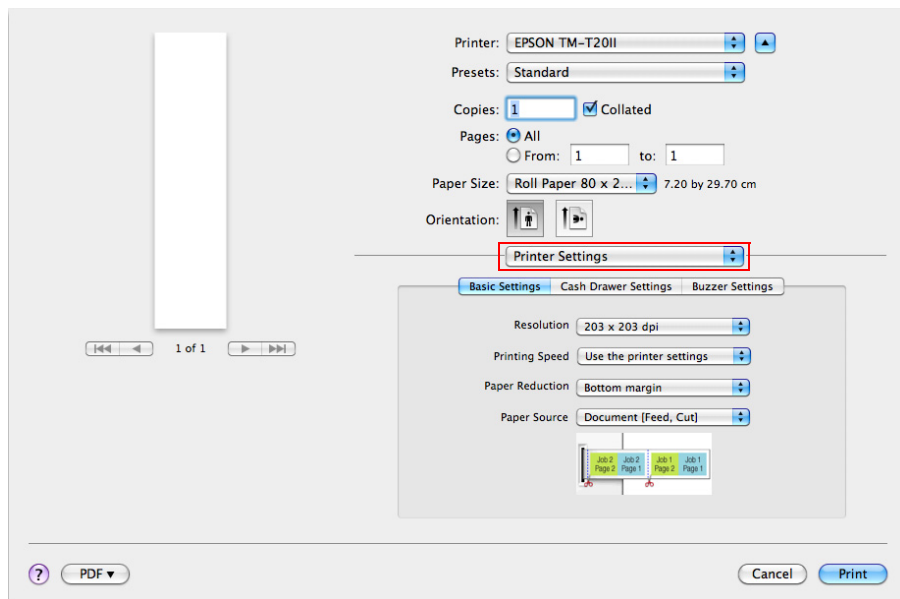 Printer: EPSON TM-T20II
Presets: Standard
Copies: 1 Collated
Pages: All
From: 1 to: 1
Paper Size: Roll Paper 80 x 2... 7.20 by 29.70 cm
Orientation:
Printer Settings
Basic Settings Cash Drawer Settings Buzzer Settings
1 of 1
Resolution 203 x 203 dpi
Printing Speed Use the printer settings
Paper Reduction Bottom margin
Paper Source Document [Feed, Cut]
Job 2 Job 2 Job 1 Job 1
Page 2 Page 1 Page 2 Page 1
? PDF ▾ Cancel Print